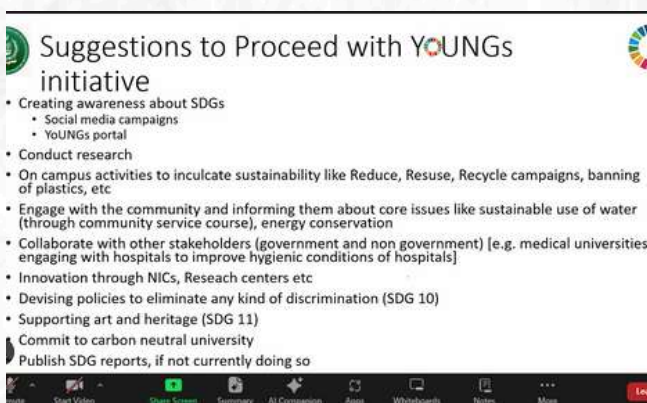 Suggestions to Proceed with YoUNGs
initiative
• Creating awareness about SDGs
• Social media campaigns
• YoUNGs portal
• Conduct research
• On campus activities to inculcate sustainability like Reduce, Resuse, Recycle campaigns, banning
of plastics, etc
• Engage with the community and informing them about core issues like sustainable use of water
(through community service course), energy conservation
• Collaborate with other stakeholders (government and non government) [e.g. medical universities
engaging with hospitals to improve hygienic conditions of hospitals]
• Innovation through NICs, Reseach centers etc
• Devising policies to eliminate any kind of discrimination (SDG 10)
• Supporting art and heritage (SDG 11)
Commit to carbon neutral university
Publish SDG reports, if not currently doing so
Start Video Share Screen Summary AI Companion Apps Whiteboards Notes More